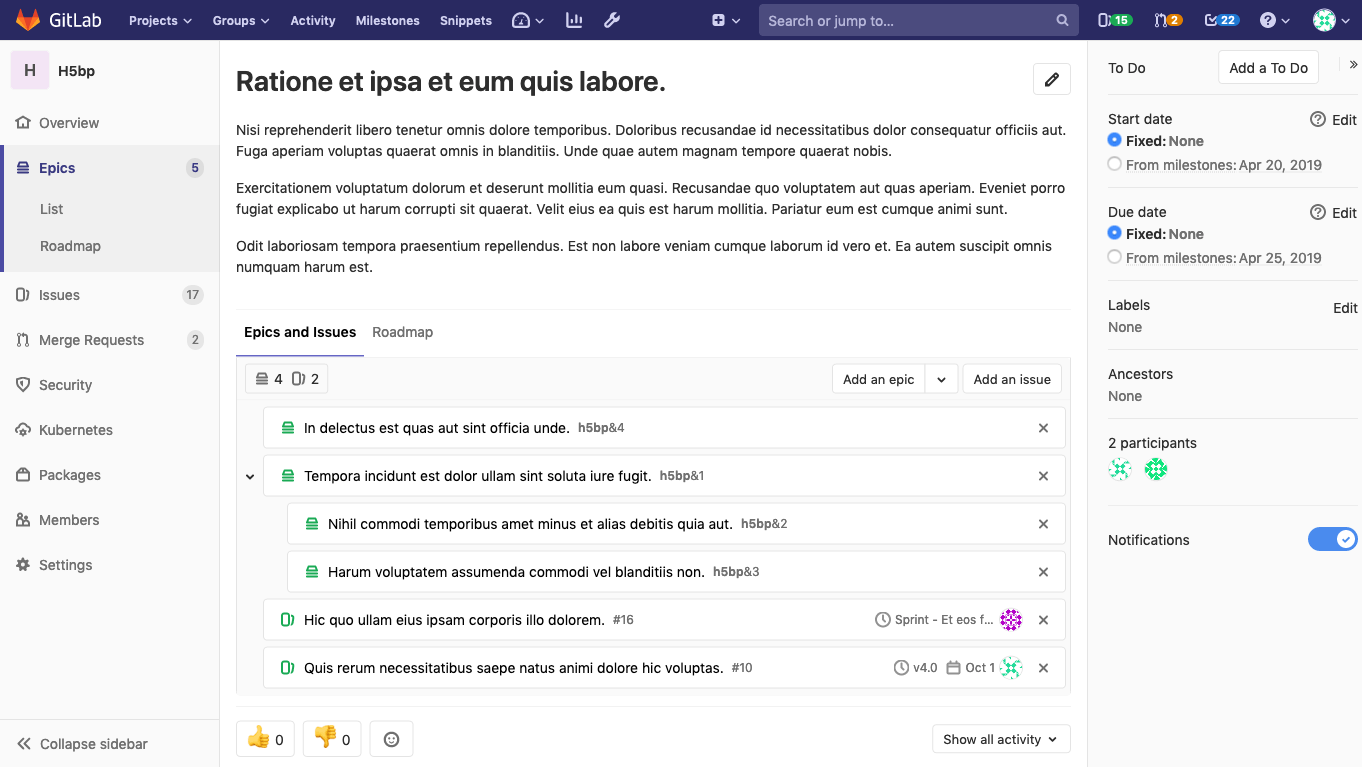 GitLab Projects Groups Activity Milestones Snippets Search or jump to… 15 2 22
H H5bp
Overview
Epics 5
List
Roadmap
Issues 17
Merge Requests 2
Security
Kubernetes
Packages
Members
Settings
Collapse sidebar
Ratione et ipsa et eum quis labore.
Nisi reprehenderit libero tenetur omnis dolore temporibus. Doloribus recusandae id necessitatibus dolor consequatur officiis aut.
Fuga aperiam voluptas quaerat omnis in blanditiis. Unde quae autem magnam tempore quaerat nobis.
Exercitationem voluptatum dolorum et deserunt mollitia eum quasi. Recusandae quo voluptatem aut quas aperiam. Eveniet porro
fugiat explicabo ut harum corrupti sit quaerat. Velit eius ea quis est harum mollitia. Pariatur eum est cumque animi sunt.
Odit laboriosam tempora praesentium repellendus. Est non labore veniam cumque laborum id vero et. Ea autem suscipit omnis
numquam harum est.
Epics and Issues Roadmap
4 2 Add an epic Add an issue
In delectus est quas aut sint officia unde. h5bp&4
Tempora incidunt est dolor ullam sint soluta iure fugit. h5bp&1
Nihil commodi temporibus amet minus et alias debitis quia aut. h5bp&2
Harum voluptatem assumenda commodi vel blanditiis non. h5bp&3
Hic quo ullam eius ipsam corporis illo dolorem. #16 Sprint - Et eos f...
Quis rerum necessitatibus saepe natus animi dolore hic voluptas. #10 v4.0 Oct 1
0 0 Show all activity
To Do Add a To Do
Start date Edit
Fixed: None
From milestones: Apr 20, 2019
Due date Edit
Fixed: None
From milestones: Apr 25, 2019
Labels Edit
None
Ancestors
None
2 participants
Notifications